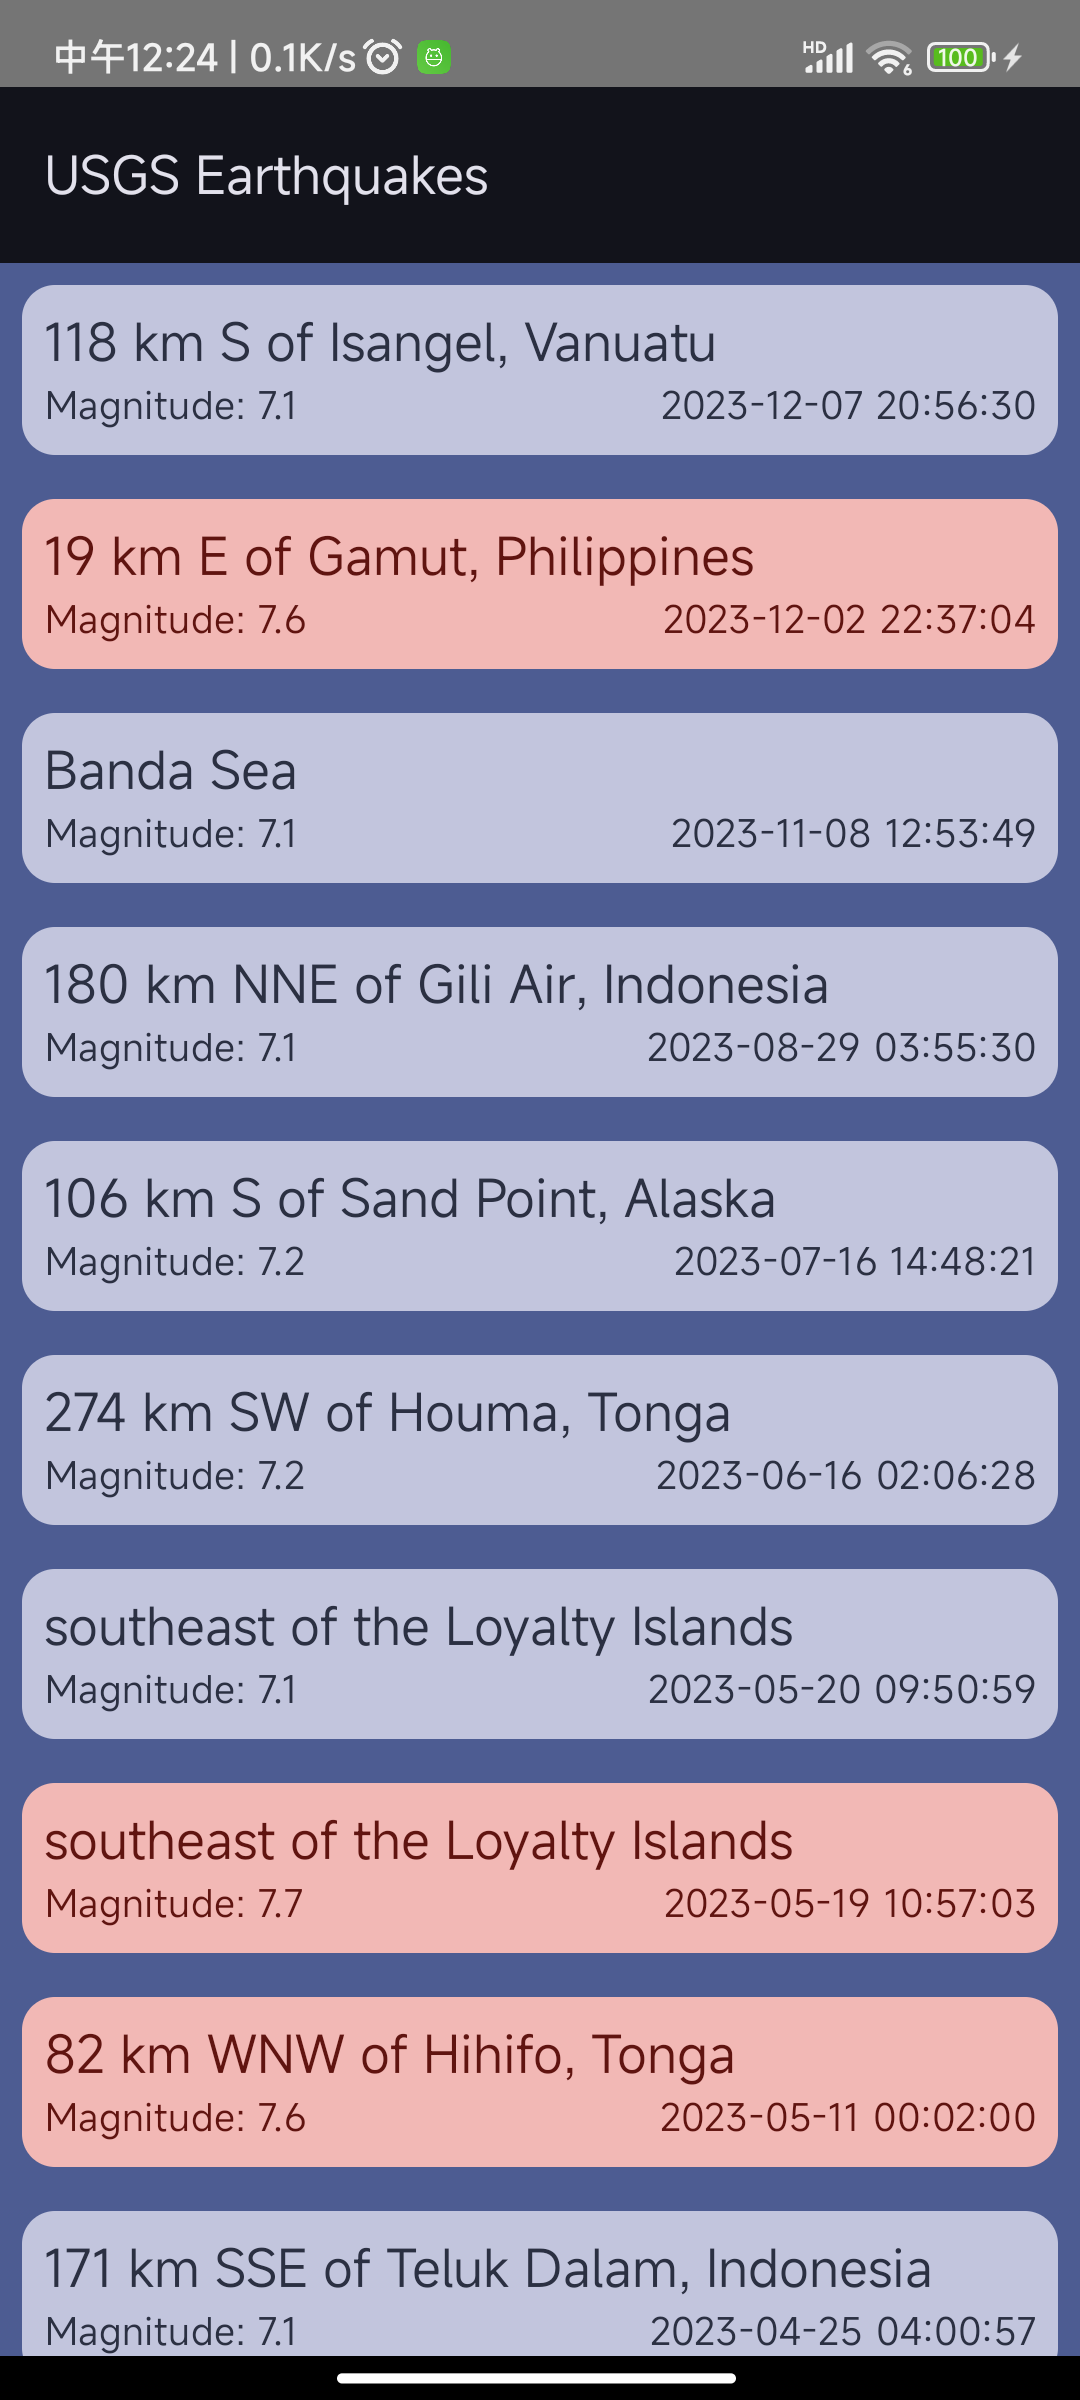 中午12:24 | 0.1K/s
HD
6
100
USGS Earthquakes
118 km S of Isangel, Vanuatu
Magnitude: 7.1 2023-12-07 20:56:30
19 km E of Gamut, Philippines
Magnitude: 7.6 2023-12-02 22:37:04
Banda Sea
Magnitude: 7.1 2023-11-08 12:53:49
180 km NNE of Gili Air, Indonesia
Magnitude: 7.1 2023-08-29 03:55:30
106 km S of Sand Point, Alaska
Magnitude: 7.2 2023-07-16 14:48:21
274 km SW of Houma, Tonga
Magnitude: 7.2 2023-06-16 02:06:28
southeast of the Loyalty Islands
Magnitude: 7.1 2023-05-20 09:50:59
southeast of the Loyalty Islands
Magnitude: 7.7 2023-05-19 10:57:03
82 km WNW of Hihifo, Tonga
Magnitude: 7.6 2023-05-11 00:02:00
171 km SSE of Teluk Dalam, Indonesia
Magnitude: 7.1 2023-04-25 04:00:57